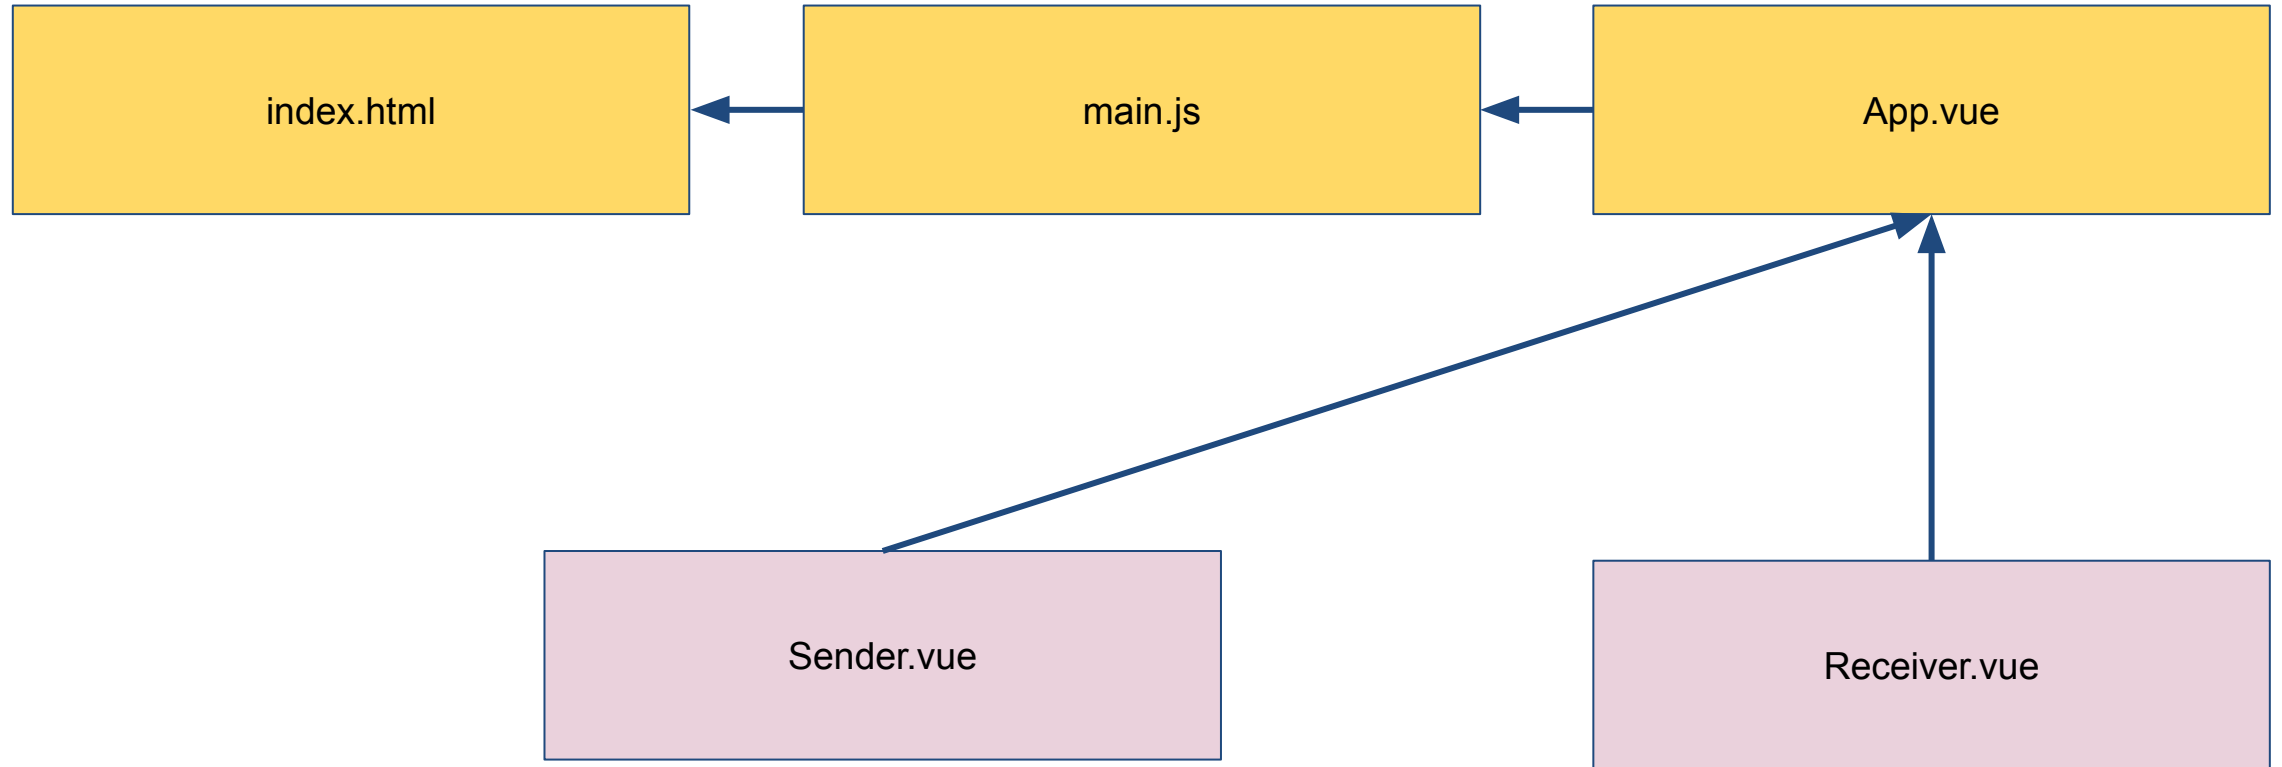 index.html
main.js
App.vue
Sender.vue
Receiver.vue